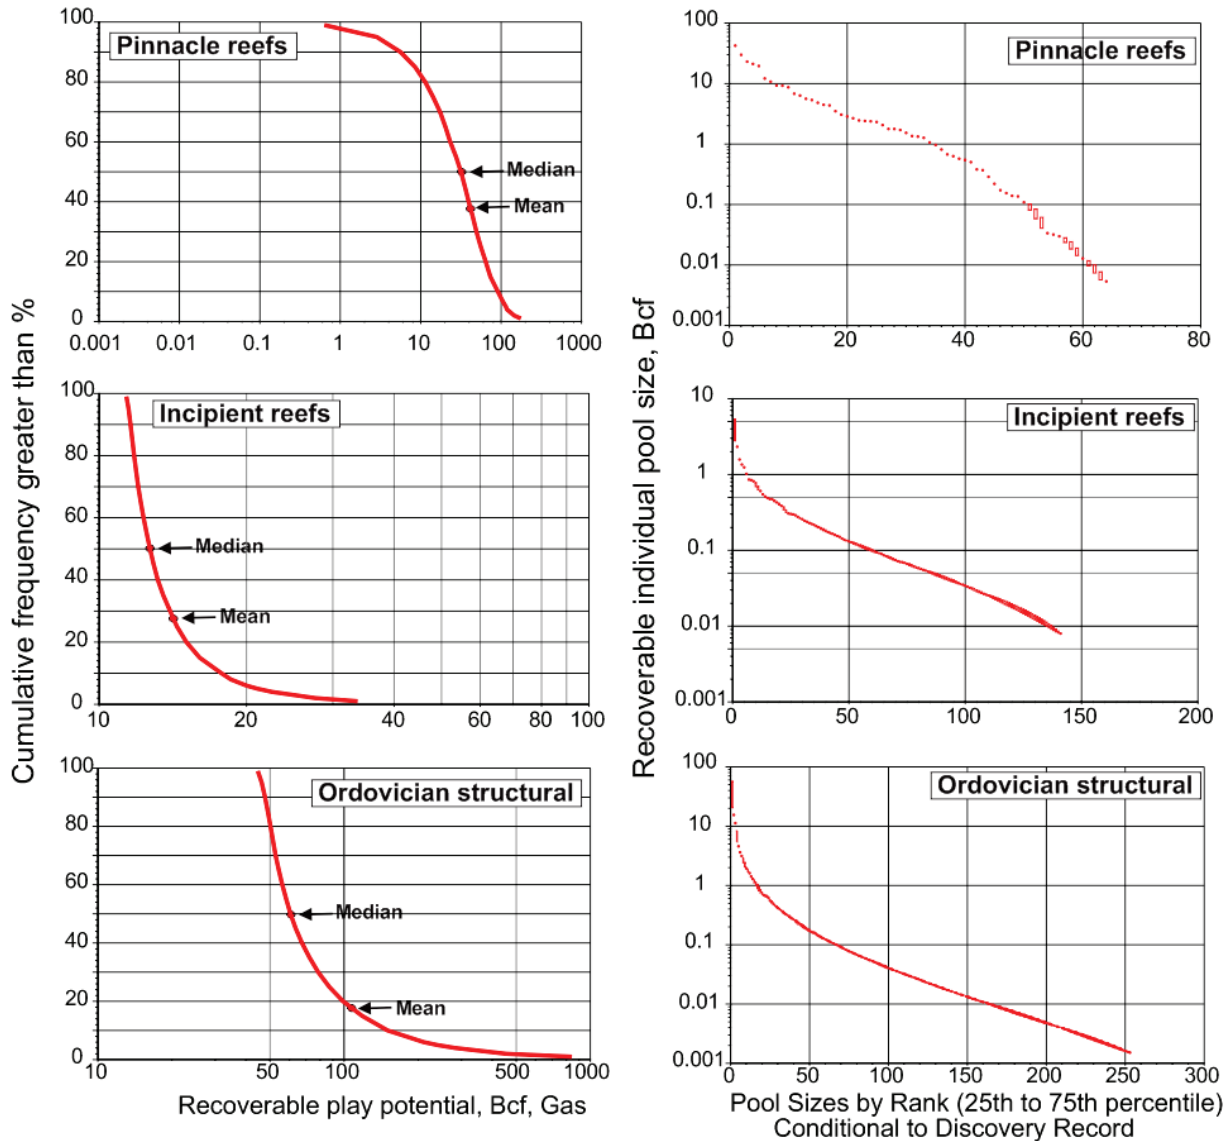 Cumulative frequency greater than %
100
80
60
40
20
0
Pinnacle reefs
Median
Mean
0.001 0.01 0.1 1 10 100 1000
100
80
60
40
20
0
Incipient reefs
Median
Mean
10 20 40 60 80 100
100
80
60
40
20
0
Ordovician structural
Median
Mean
10 50 100 500 1000
Recoverable play potential, Bcf, Gas
Recoverable individual pool size, Bcf
100
10
1
0.1
0.01
0.001
Pinnacle reefs
0 20 40 60 80
10
1
0.1
0.01
0.001
Incipient reefs
0 50 100 150 200
100
10
1
0.1
0.01
0.001
Ordovician structural
0 50 100 150 200 250 300
Pool Sizes by Rank (25th to 75th percentile)
Conditional to Discovery Record